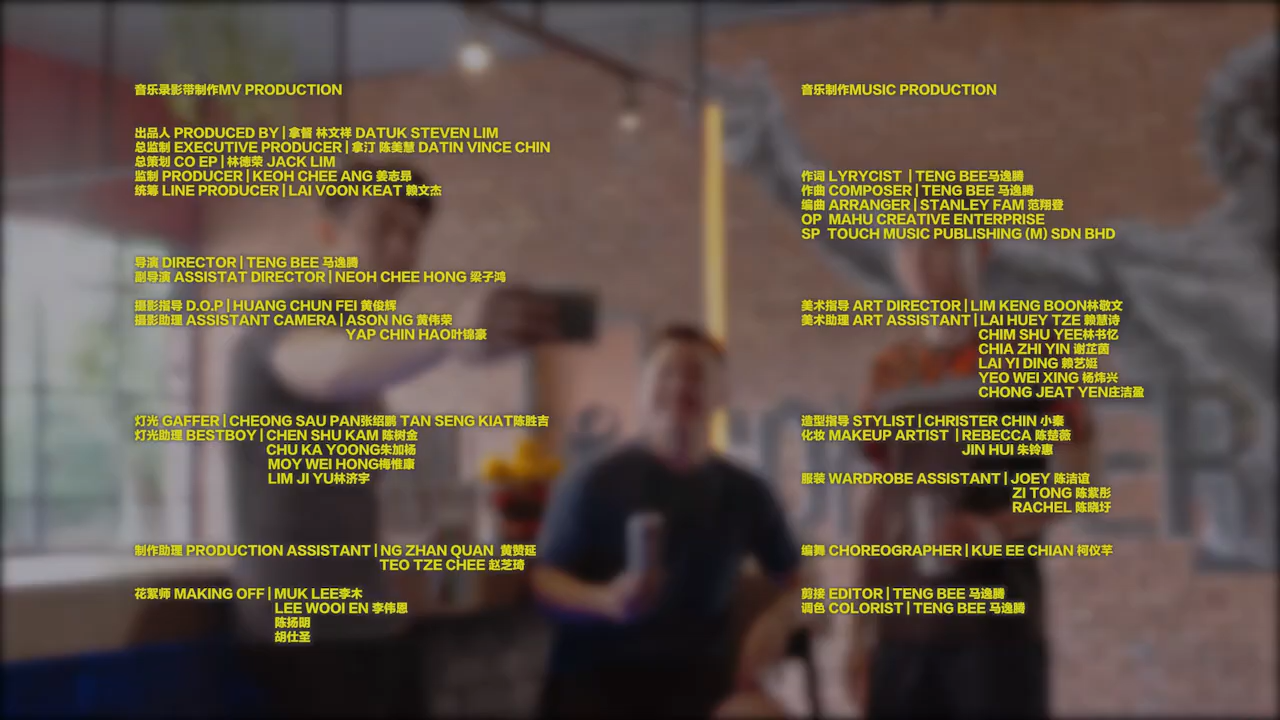 音乐录影带制作MV PRODUCTION
出品人 PRODUCED BY | 拿督 林文祥 DATUK STEVEN LIM
总监制 EXECUTIVE PRODUCER | 拿汀 陈美慧 DATIN VINCE CHIN
总策划 CO EP | 林德荣 JACK LIM
监制 PRODUCER | KEOH CHEE ANG 姜志昂
统筹 LINE PRODUCER | LAI VOON KEAT 赖文杰
导演 DIRECTOR | TENG BEE 马逸腾
副导演 ASSISTAT DIRECTOR | NEOH CHEE HONG 梁孑鸿
摄影指导 D.O.P | HUANG CHUN FEI 黄俊辉
摄影助理 ASSISTANT CAMERA | ASON NG 黄伟荣
YAP CHIN HAO叶锦豪
灯光 GAFFER | CHEONG SAU PAN张绍鹏 TAN SENG KIAT陈胜吉
灯光助理 BESTBOY | CHEN SHU KAM 陈树金
CHU KA YOONG朱加杨
MOY WEI HONG梅惟康
LIM JI YU林济宇
制作助理 PRODUCTION ASSISTANT | NG ZHAN QUAN 黄赞延
TEO TZE CHEE 赵芝琦
花絮师 MAKING OFF | MUK LEE李木
LEE WOOI EN 李伟恩
陈扬明
胡仕圣
音乐制作MUSIC PRODUCTION
作词 LYRYCIST | TENG BEE马逸腾
作曲 COMPOSER | TENG BEE 马逸腾
编曲 ARRANGER | STANLEY FAM 范翔登
OP MAHU CREATIVE ENTERPRISE
SP TOUCH MUSIC PUBLISHING (M) SDN BHD
美术指导 ART DIRECTOR | LIM KENG BOON林敬文
美术助理 ART ASSISTANT | LAI HUEY TZE 赖慧诗
CHIM SHU YEE林书忆
CHIA ZHI YIN 谢芷茵
LAI YI DING 赖艺娗
YEO WEI XING 杨炜兴
CHONG JEAT YEN庄洁盈
造型指导 STYLIST | CHRISTER CHIN 小秦
化妆 MAKEUP ARTIST | REBECCA 陈楚薇
JIN HUI 朱铃惠
服装 WARDROBE ASSISTANT | JOEY 陈洁谊
ZI TONG 陈紫彤
RACHEL 陈晓圩
编舞 CHOREOGRAPHER | KUE EE CHIAN 柯仪芊
剪接 EDITOR | TENG BEE 马逸腾
调色 COLORIST | TENG BEE 马逸腾